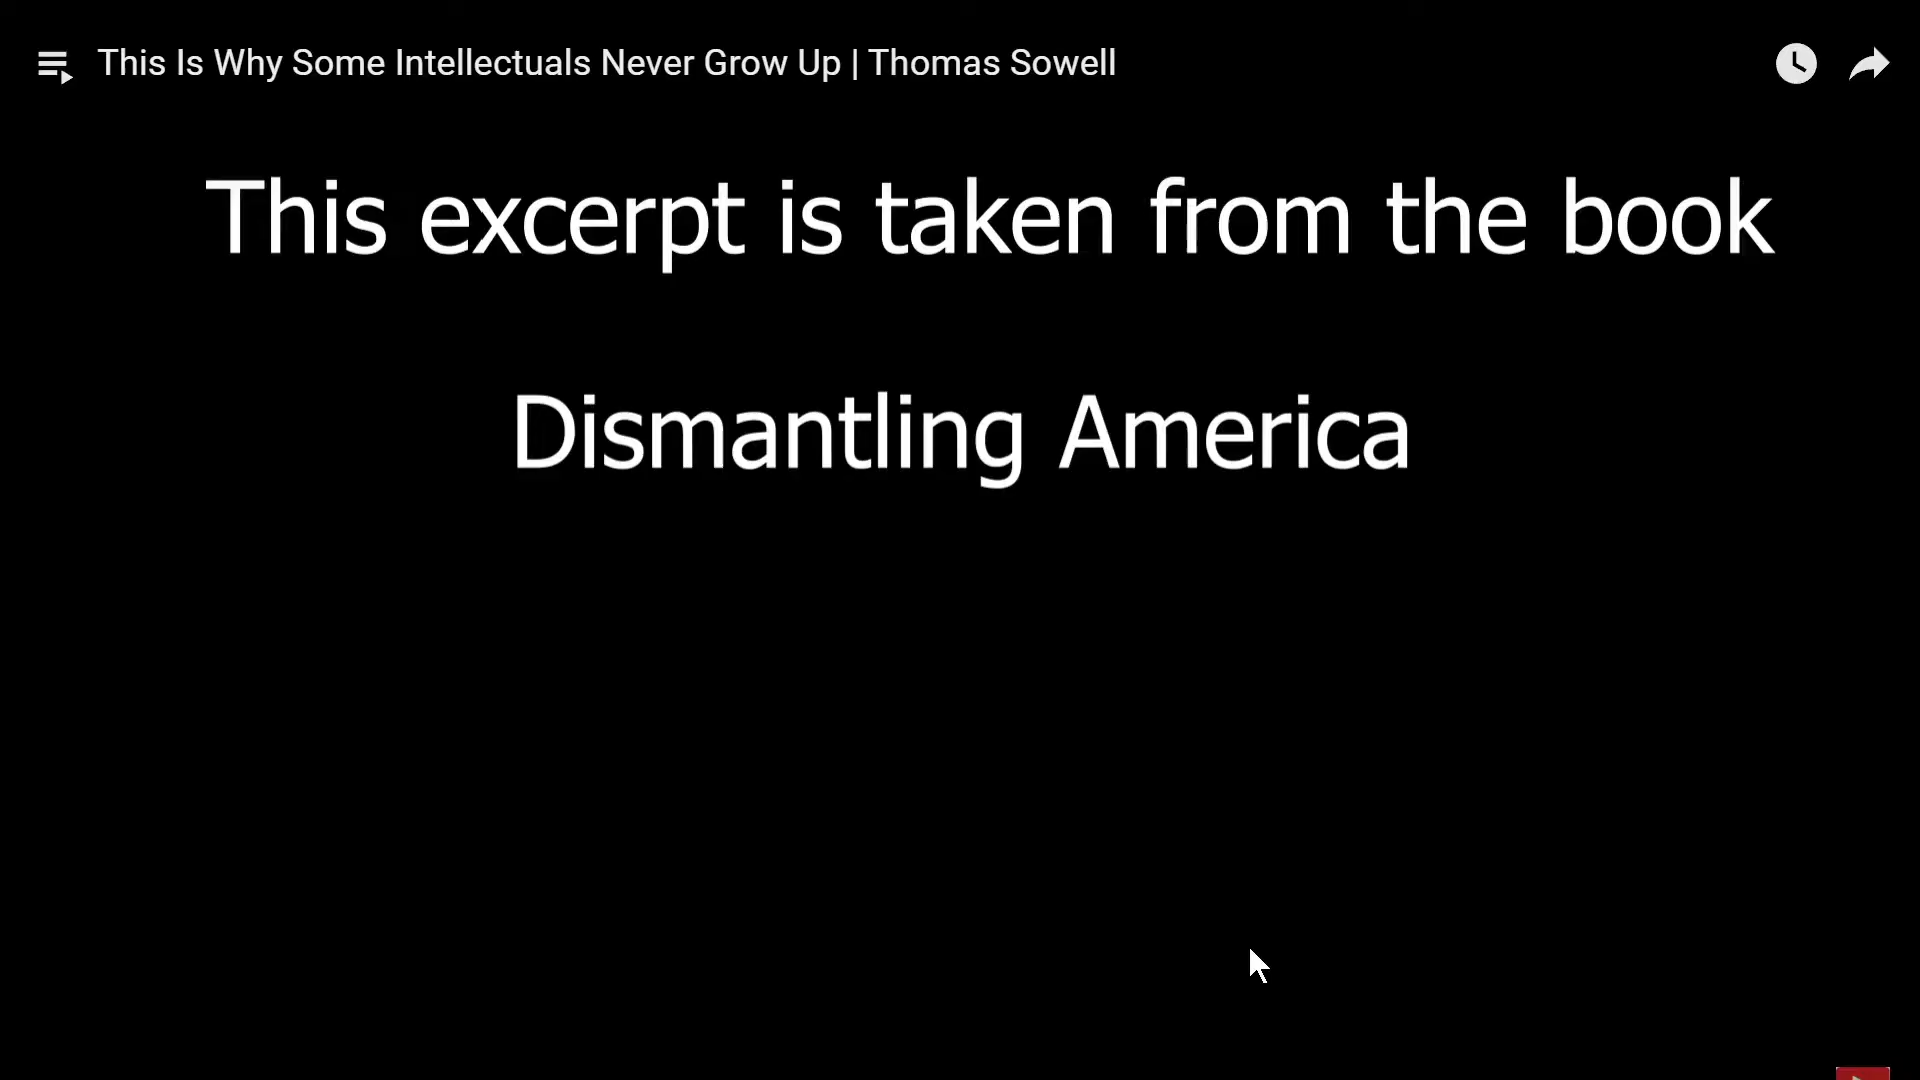 This Is Why Some Intellectuals Never Grow Up | Thomas Sowell
This excerpt is taken from the book
Dismantling America